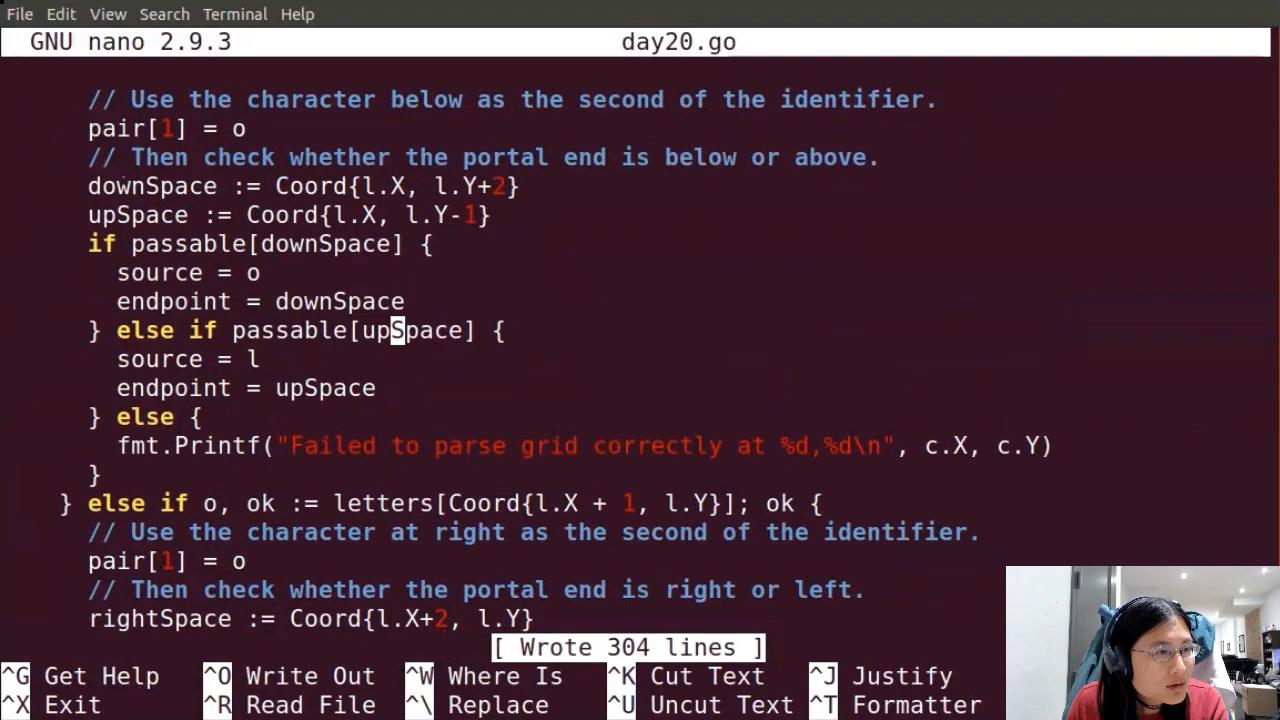 File Edit View Search Terminal Help
GNU nano 2.9.3 day20.go
// Use the character below as the second of the identifier.
pair[1] = o
// Then check whether the portal end is below or above.
downSpace := Coord{l.X, l.Y+2}
upSpace := Coord{l.X, l.Y-1}
if passable[downSpace] {
source = o
endpoint = downSpace
} else if passable[upSpace] {
source = l
endpoint = upSpace
} else {
fmt.Printf("Failed to parse grid correctly at %d,%d\n", c.X, c.Y)
}
} else if o, ok := letters[Coord{l.X + 1, l.Y}]; ok {
// Use the character at right as the second of the identifier.
pair[1] = o
// Then check whether the portal end is right or left.
rightSpace := Coord{l.X+2, l.Y}
[ Wrote 304 lines ]
^G Get Help ^O Write Out ^W Where Is ^K Cut Text ^J Justify
^X Exit ^R Read File ^\ Replace ^U Uncut Text ^T Formatter